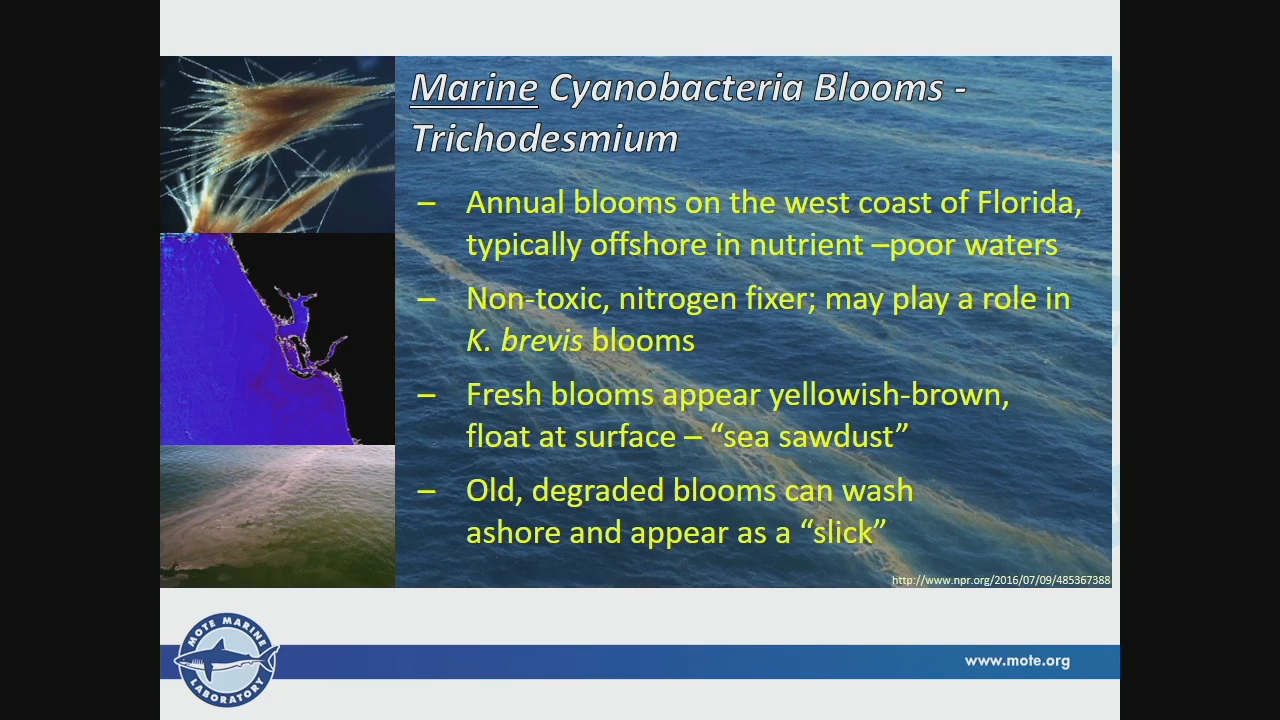 Marine Cyanobacteria Blooms -
Trichodesmium
– Annual blooms on the west coast of Florida,
typically offshore in nutrient –poor waters
– Non-toxic, nitrogen fixer; may play a role in
K. brevis blooms
– Fresh blooms appear yellowish-brown,
float at surface – “sea sawdust”
– Old, degraded blooms can wash
ashore and appear as a “slick”
http://www.npr.org/2016/07/09/485367388
MOTE MARINE
LABORATORY
www.mote.org